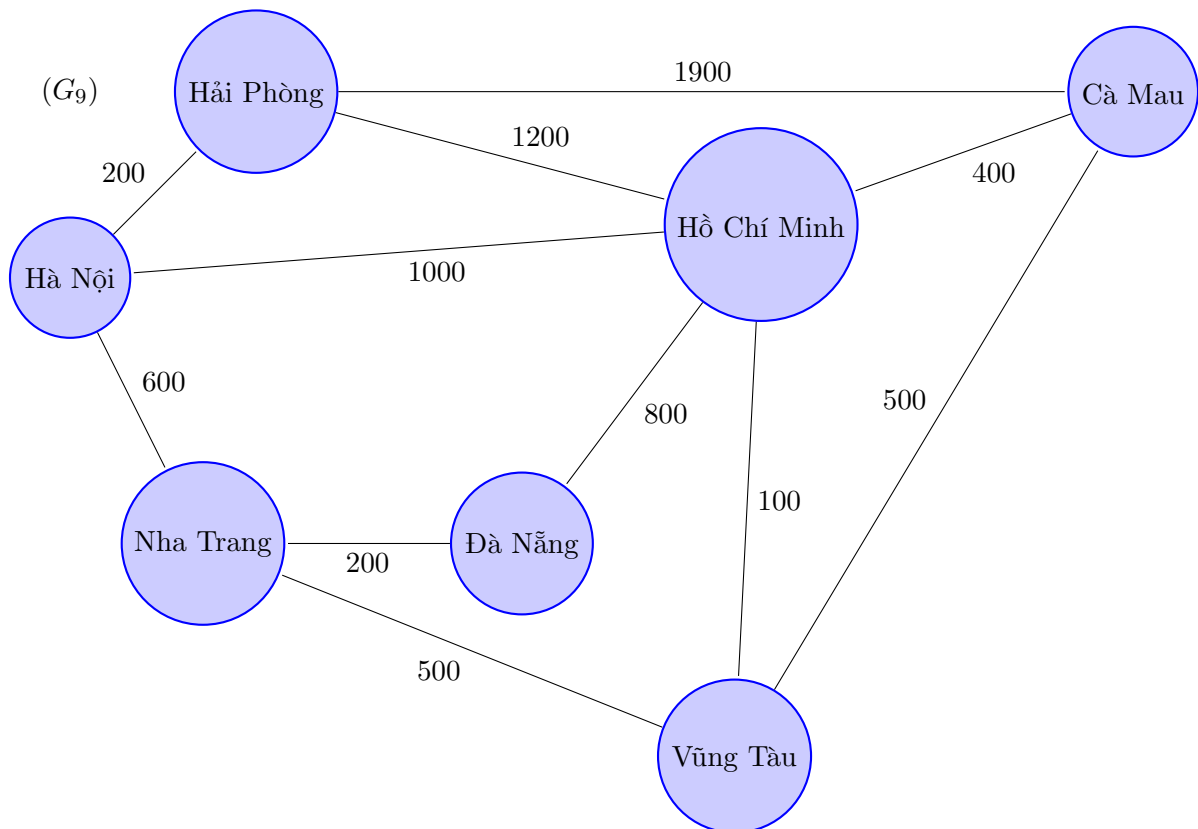 1900
(G₉)
Hải Phòng
Cà Mau
1200
200
400
Hồ Chí Minh
Hà Nội
1000
600
500
800
100
Nha Trang
Đà Nẵng
200
500
Vũng Tàu